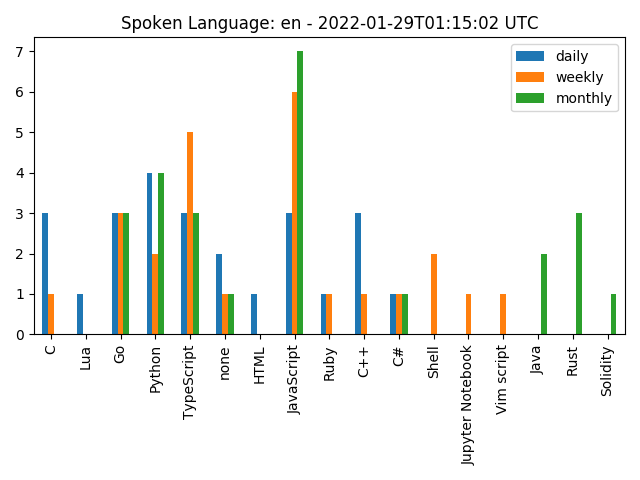 Spoken Language: en - 2022-01-29T01:15:02 UTC
daily
weekly
monthly
7
6
5
4
3
2
1
0
C
Lua
Go
Python
TypeScript
none
HTML
JavaScript
Ruby
C++
C#
Shell
Jupyter Notebook
Vim script
Java
Rust
Solidity